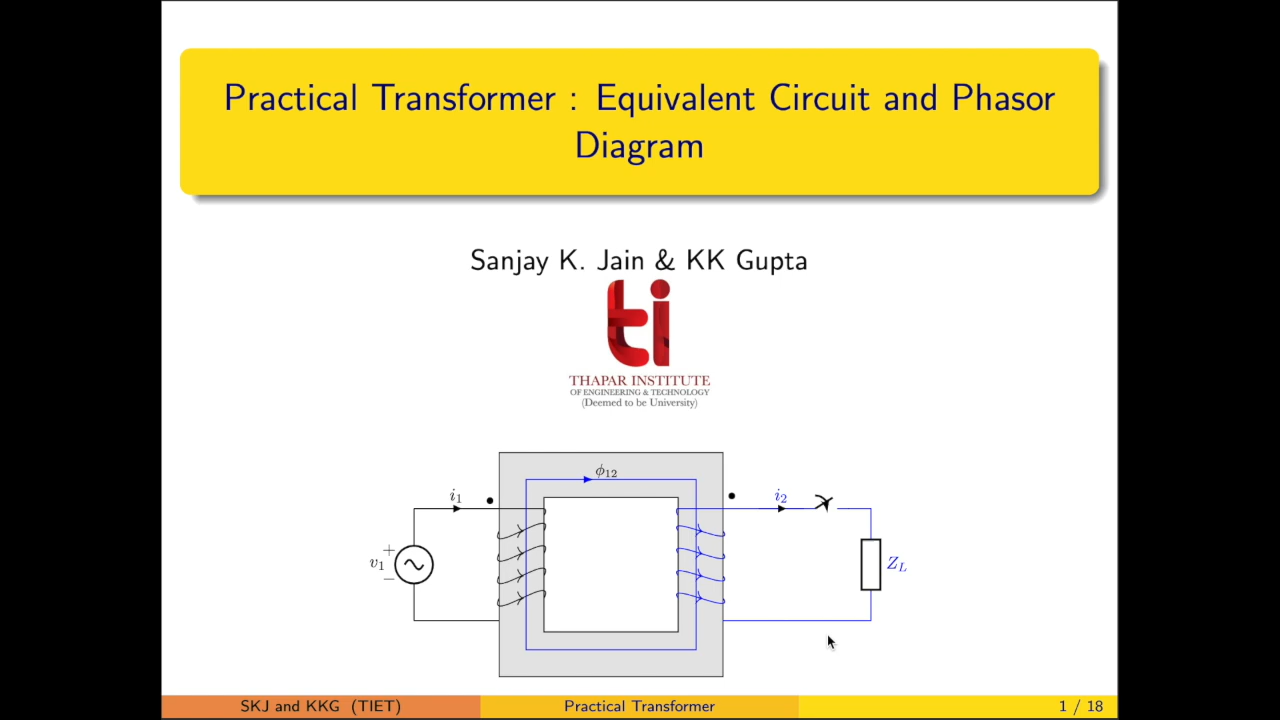 Practical Transformer : Equivalent Circuit and Phasor
Diagram
Sanjay K. Jain & KK Gupta
ti
THAPAR INSTITUTE
OF ENGINEERING & TECHNOLOGY
(Deemed to be University)
ϕ12
i1
i2
+
v1
−
ZL
SKJ and KKG (TIET)
Practical Transformer
1 / 18